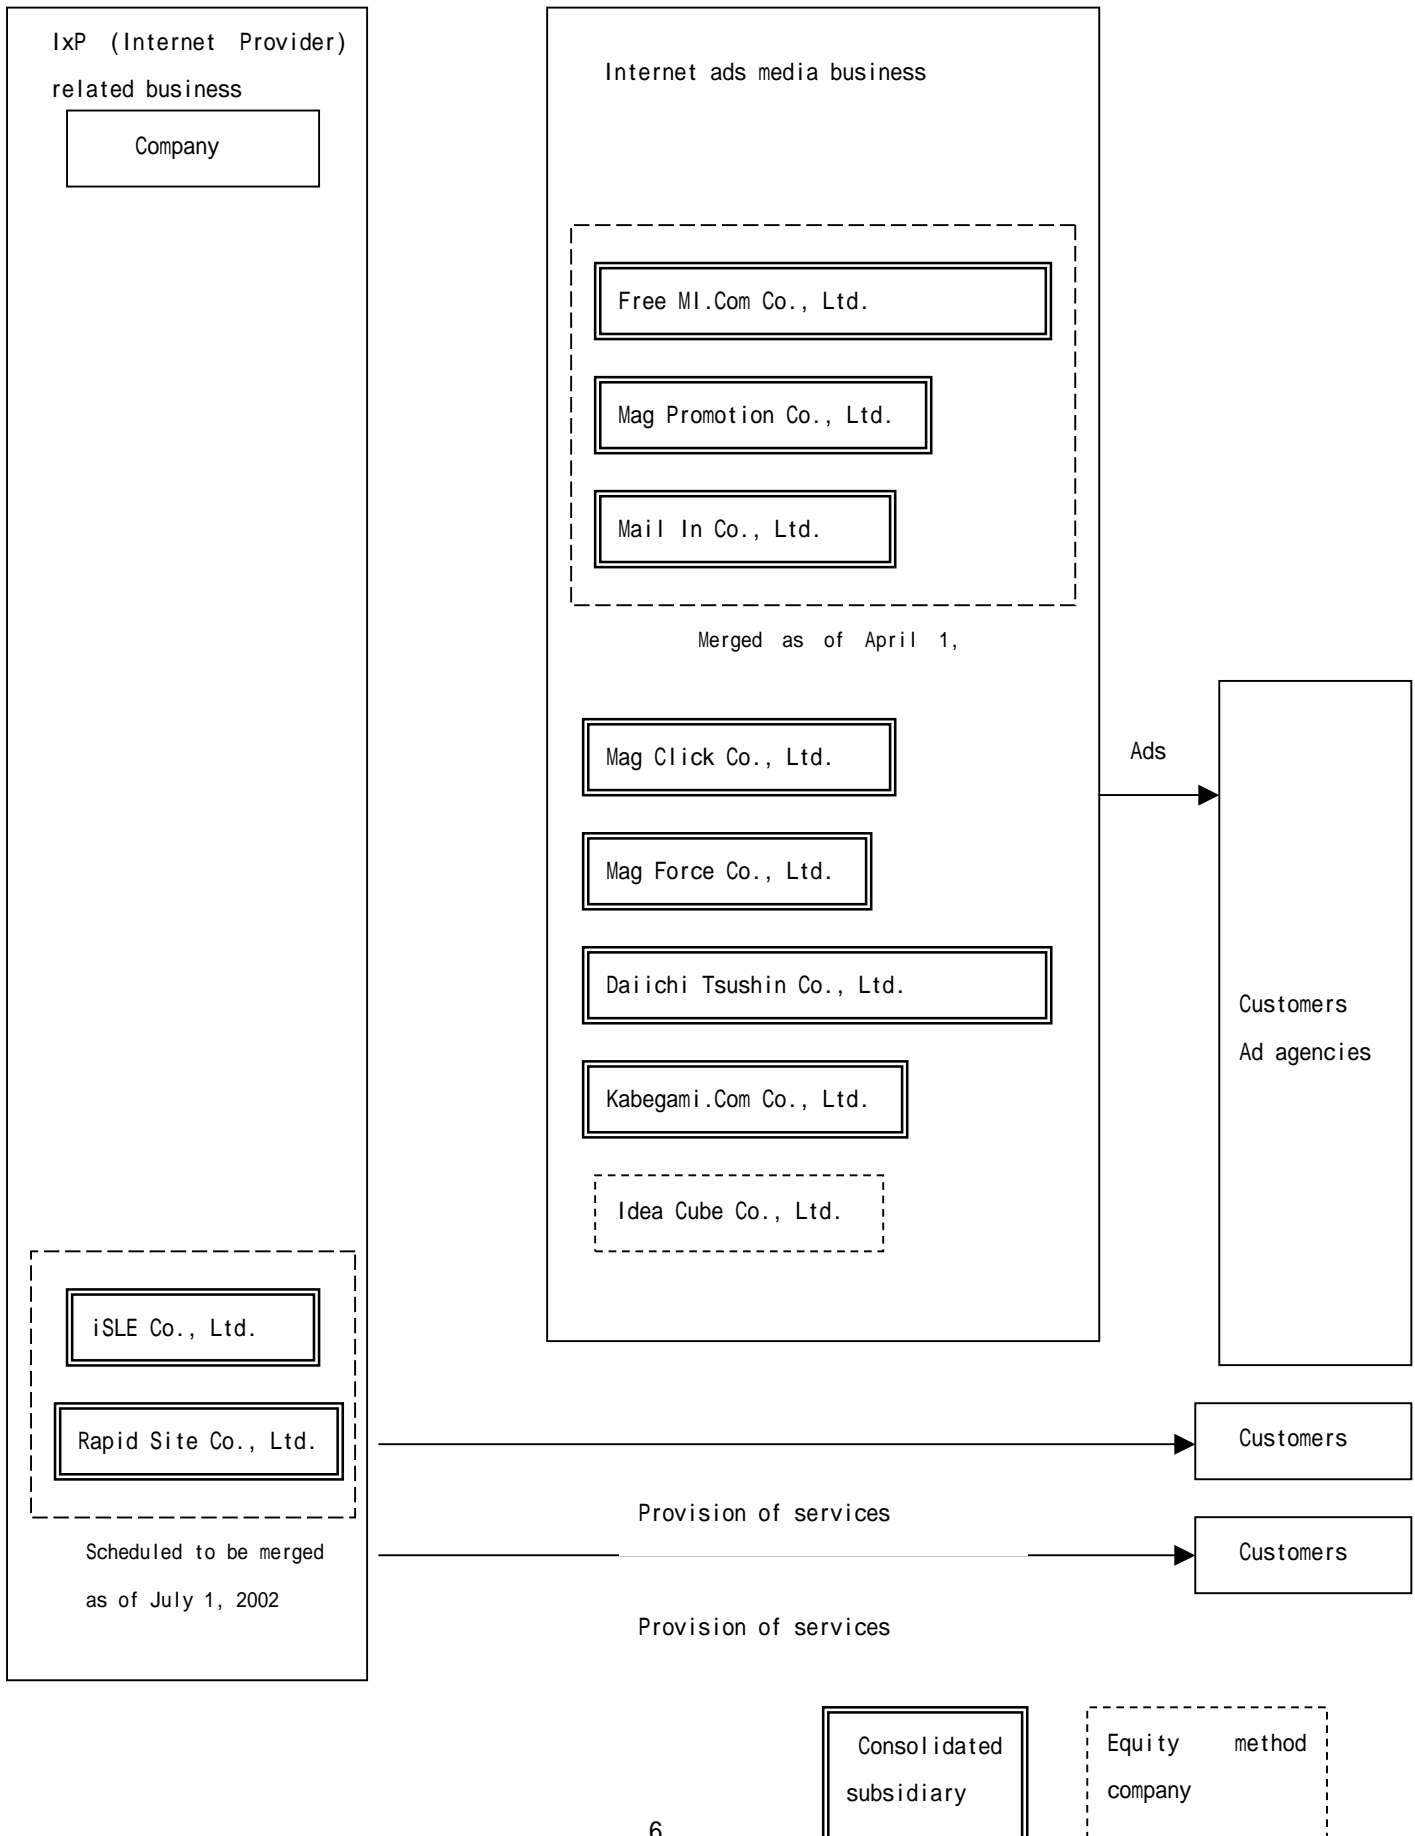 IxP (Internet Provider)
related business
Company
Internet ads media business
Free MI.Com Co., Ltd.
Mag Promotion Co., Ltd.
Mail In Co., Ltd.
Merged as of April 1,
Mag Click Co., Ltd.
Mag Force Co., Ltd.
Daiichi Tsushin Co., Ltd.
Kabegami.Com Co., Ltd.
Idea Cube Co., Ltd.
Ads
Customers
Ad agencies
iSLE Co., Ltd.
Rapid Site Co., Ltd.
Scheduled to be merged
as of July 1, 2002
Provision of services
Customers
Provision of services
Customers
Consolidated
subsidiary
Equity method
company
6